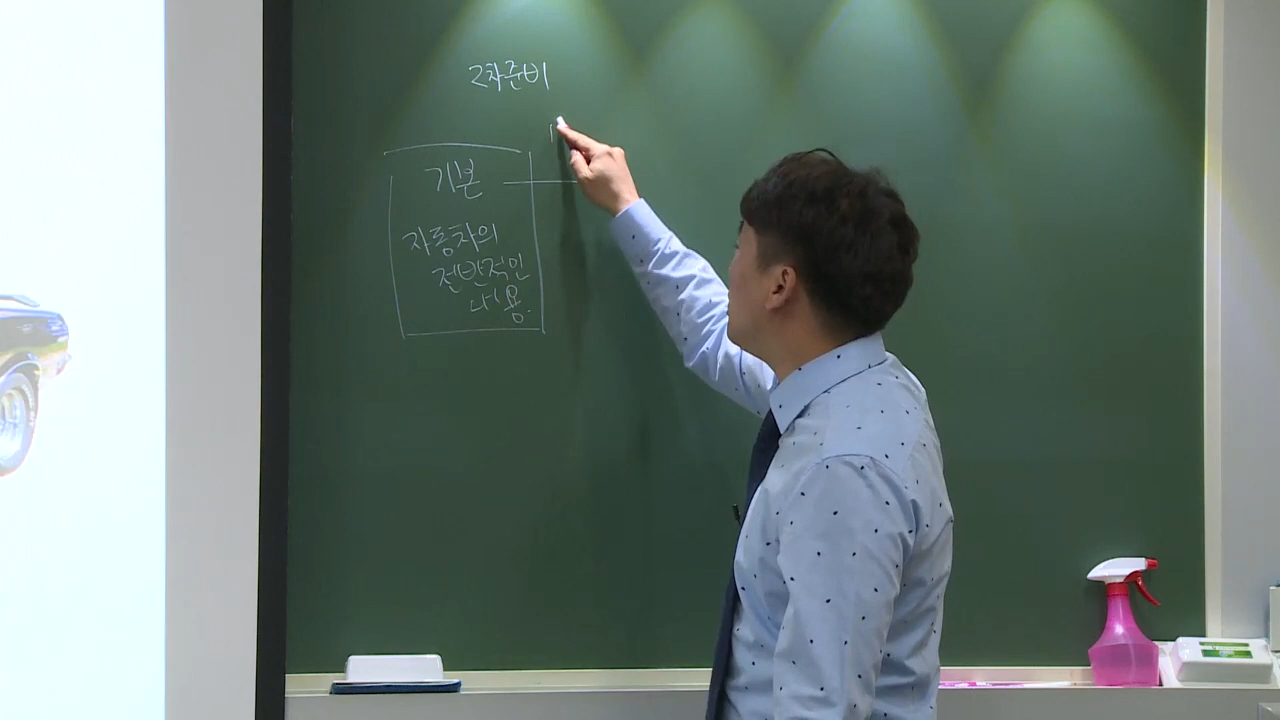 2차준비
기본
자동차의
전반적인
내용.